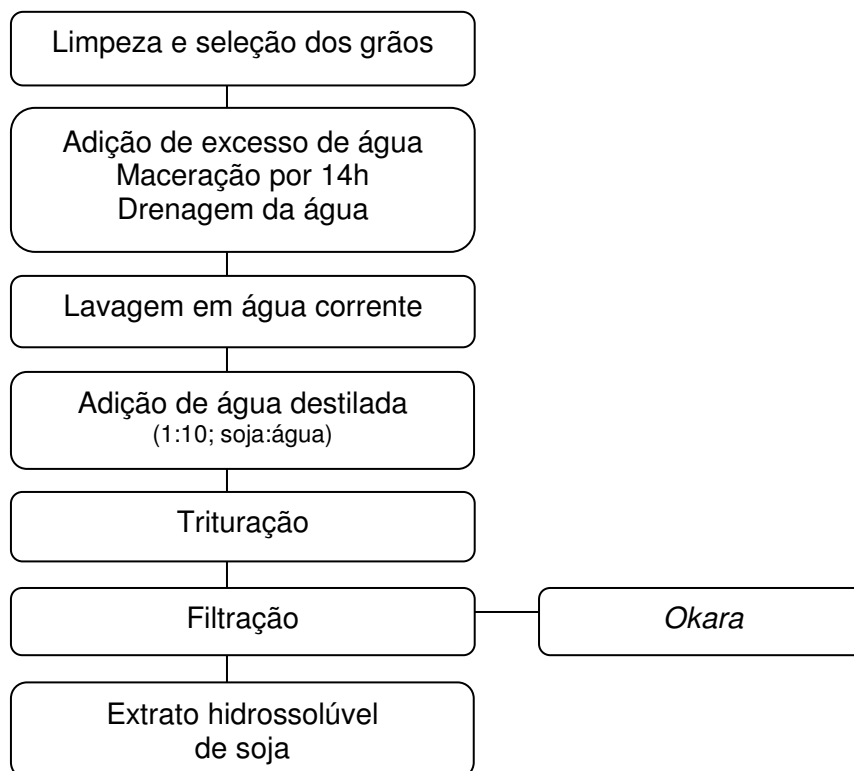 Limpeza e seleção dos grãos
Adição de excesso de água
Maceração por 14h
Drenagem da água
Lavagem em água corrente
Adição de água destilada
(1:10; soja:água)
Trituração
Filtração
Okara
Extrato hidrossolúvel
de soja